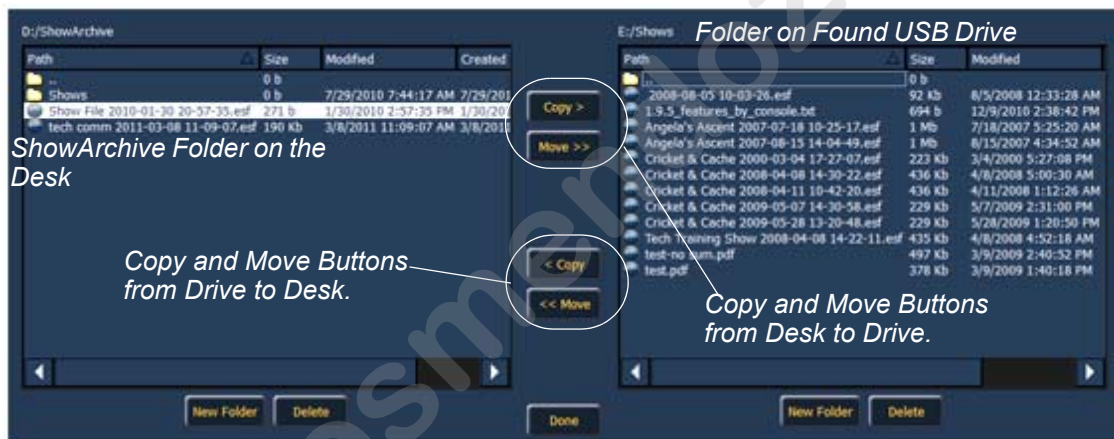 D:/ShowArchive
Path Size Modified Created
.. 0 b
Shows 0 b 7/29/2010 7:44:17 AM 7/29/201
Show File 2010-01-30 20-57-35.esf 271 b 1/30/2010 2:57:35 PM 1/30/201
tech comm 2011-03-08 11-09-07.esf 190 Kb 3/8/2011 11:09:07 AM 3/8/201
ShowArchive Folder on the
Desk
Copy >
Move >>
Copy and Move Buttons
from Drive to Desk.
< Copy
<< Move
New Folder Delete
Done
E:/Shows
Folder on Found USB Drive
Path Size Modified
.. 0 b
2008-08-05 10-03-26.esf 92 Kb 8/5/2008 12:33:28 AM
1.9.5_features_by_console.txt 694 b 12/9/2010 2:38:42 PM
Angela's Ascent 2007-07-18 10-25-17.esf 1 Mb 7/18/2007 5:25:20 AM
Angela's Ascent 2007-08-15 14-04-49.esf 1 Mb 8/15/2007 4:34:52 AM
Cricket & Cache 2000-03-04 17-27-07.esf 223 Kb 3/4/2000 5:27:08 PM
Cricket & Cache 2008-04-08 14-30-22.esf 436 Kb 4/8/2008 5:00:30 AM
Cricket & Cache 2008-04-11 10-42-20.esf 436 Kb 4/11/2008 1:12:26 AM
Cricket & Cache 2009-05-07 14-30-58.esf 229 Kb 5/7/2009 2:31:00 PM
Cricket & Cache 2009-05-28 13-20-48.esf 229 Kb 5/28/2009 1:20:50 PM
Tech Training Show 2008-04-08 14-22-11.esf 435 Kb 4/8/2008 4:52:18 AM
test-no sum.pdf 497 Kb 3/9/2009 2:40:52 PM
test.pdf 378 Kb 3/9/2009 1:40:18 PM
Copy and Move Buttons
from Desk to Drive.
New Folder Delete